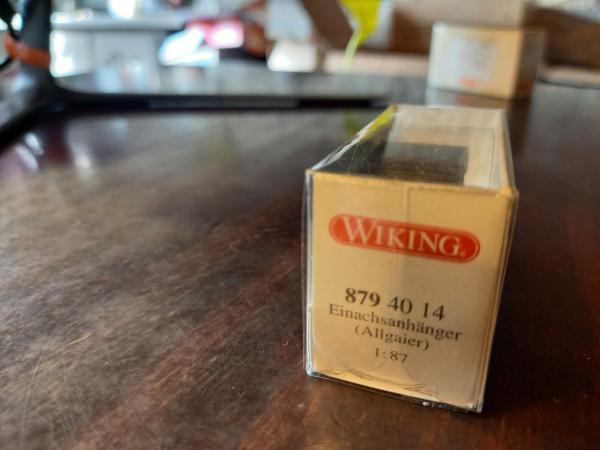 WIKING®
879 40 14
Einachsanhänger
(Allgaier)
1:87